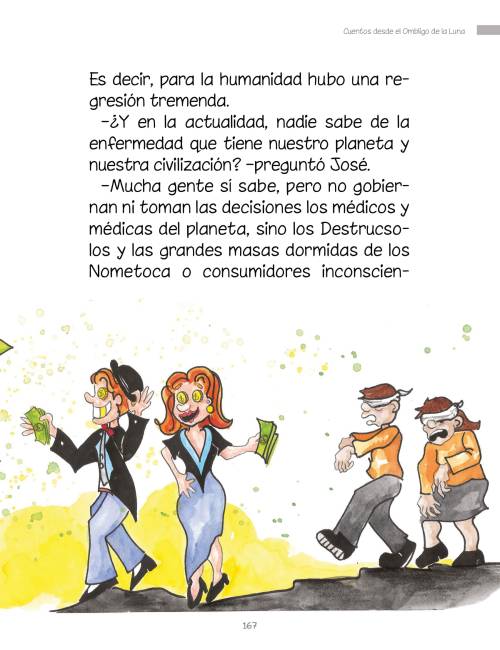 Cuentos desde el Ombligo de la Luna
Es decir, para la humanidad hubo una re-
gresión tremenda.
-¿Y en la actualidad, nadie sabe de la
enfermedad que tiene nuestro planeta y
nuestra civilización? -preguntó José.
-Mucha gente sí sabe, pero no gobier-
nan ni toman las decisiones los médicos y
médicas del planeta, sino los Destrucso-
los y las grandes masas dormidas de los
Nometoca o consumidores inconscien-
167